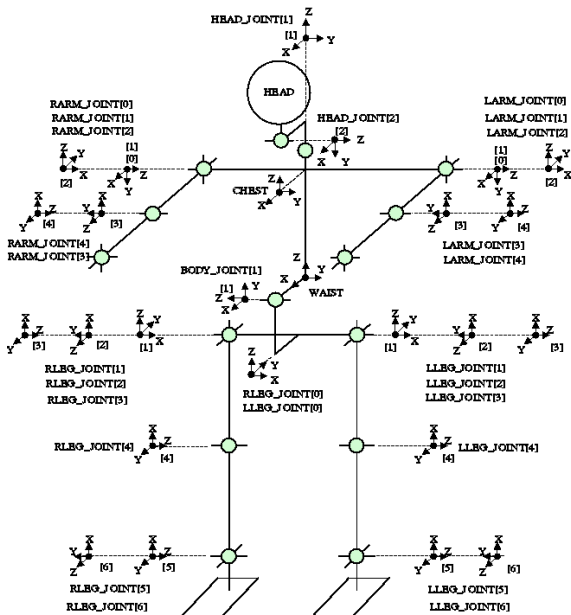 HEAD_JOINT[1]
Z
[1]
Y
X
HEAD
RARM_JOINT[0]
RARM_JOINT[1]
RARM_JOINT[2]
HEAD_JOINT[2]
[2]
Z
X
Y
LARM_JOINT[0]
LARM_JOINT[1]
LARM_JOINT[2]
Z
Y
X
[2]
[1]
[0]
Z
X
Y
[1]
[0]
Z
X
Y
Z
Y
X
[2]
CHEST
Z
Y
X
X
Z
Y
[4]
X
Y
Z
[3]
X
Y
Z
[3]
X
Z
Y
[4]
RARM_JOINT[4]
RARM_JOINT[3]
LARM_JOINT[3]
LARM_JOINT[4]
BODY_JOINT[1]
[1]
Y
Z
X
Z
Y
X
WAIST
X
Z
Y
[3]
X
Y
Z
[2]
Z
Y
X
[1]
Z
Y
X
[1]
X
Y
Z
[2]
X
Z
Y
[3]
RLEG_JOINT[1]
RLEG_JOINT[2]
RLEG_JOINT[3]
Z
Y
X
RLEG_JOINT[0]
LLEG_JOINT[0]
LLEG_JOINT[1]
LLEG_JOINT[2]
LLEG_JOINT[3]
RLEG_JOINT[4]
X
Z
Y
[4]
X
Z
Y
[4]
LLEG_JOINT[4]
X
Y
Z
[6]
X
Z
Y
[5]
X
Z
Y
[5]
X
Y
Z
[6]
RLEG_JOINT[5]
RLEG_JOINT[6]
LLEG_JOINT[5]
LLEG_JOINT[6]